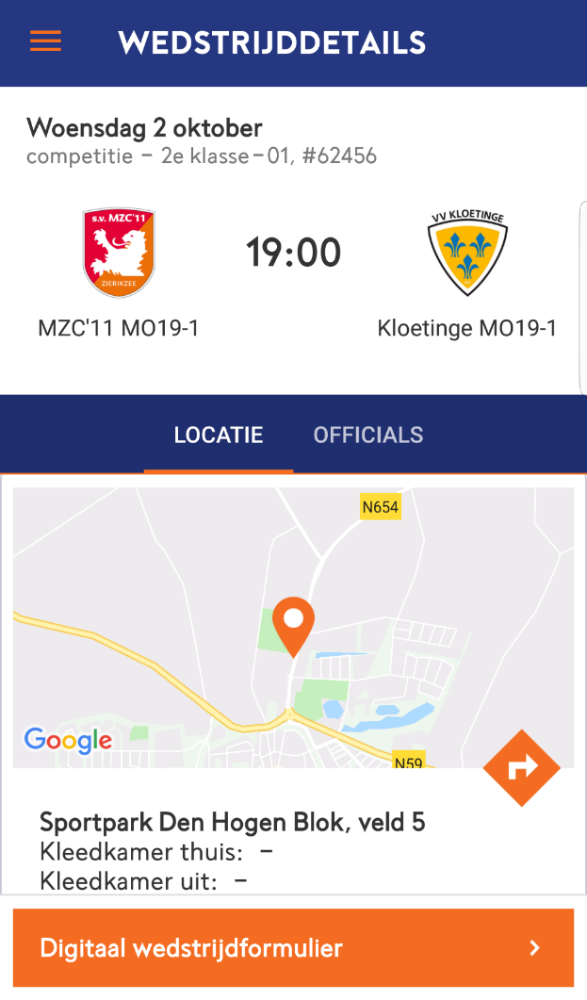 WEDSTRIJDDETAILS
Woensdag 2 oktober
competitie - 2e klasse-01, #62456
s.v. MZC'11
ZIERIKZEE
19:00
VV KLOETINGE
MZC'11 MO19-1
Kloetinge MO19-1
LOCATIE OFFICIALS
N654
Google
N59
Sportpark Den Hogen Blok, veld 5
Kleedkamer thuis: -
Kleedkamer uit: -
Digitaal wedstrijdformulier